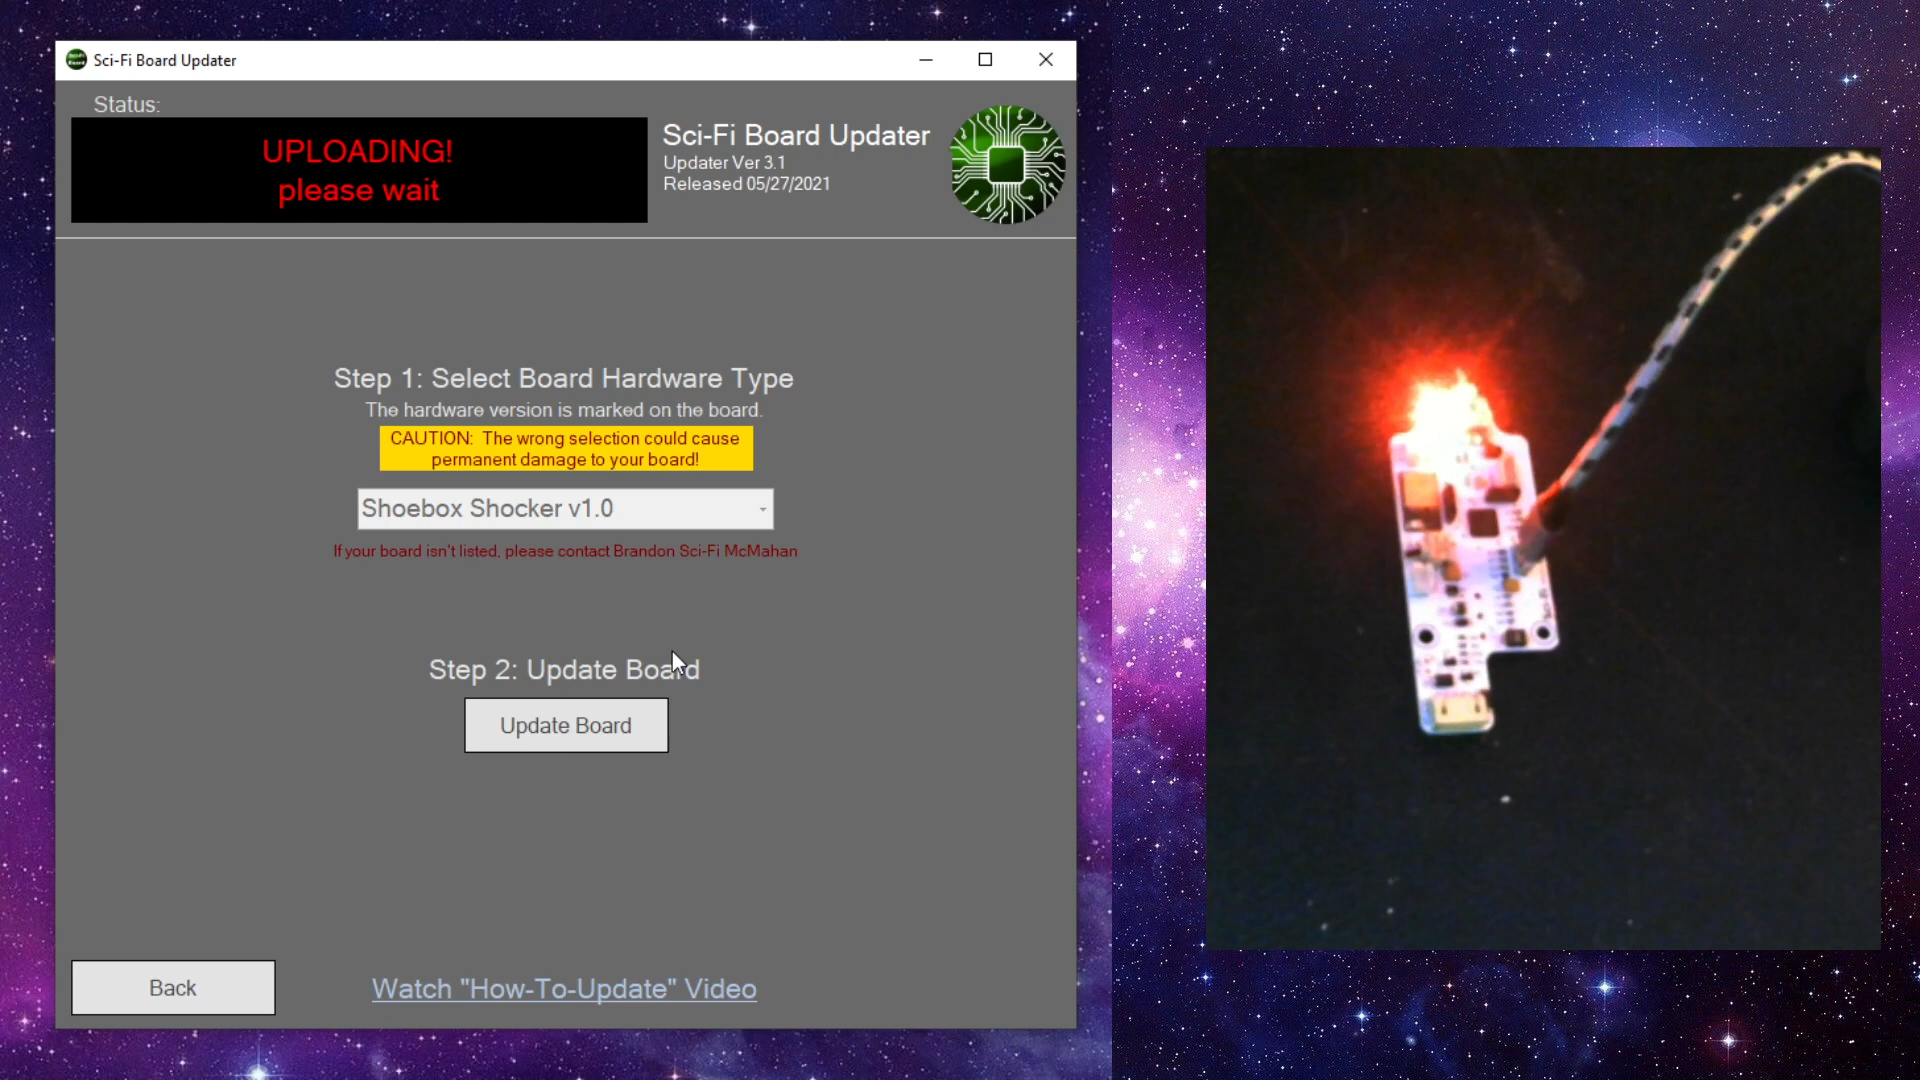 Sci-Fi Board Updater
Status:
UPLOADING!
please wait
Sci-Fi Board Updater
Updater Ver 3.1
Released 05/27/2021
Step 1: Select Board Hardware Type
The hardware version is marked on the board.
CAUTION: The wrong selection could cause
permanent damage to your board!
Shoebox Shocker v1.0
If your board isn't listed, please contact Brandon Sci-Fi McMahan
Step 2: Update Board
Update Board
Back
Watch "How-To-Update" Video